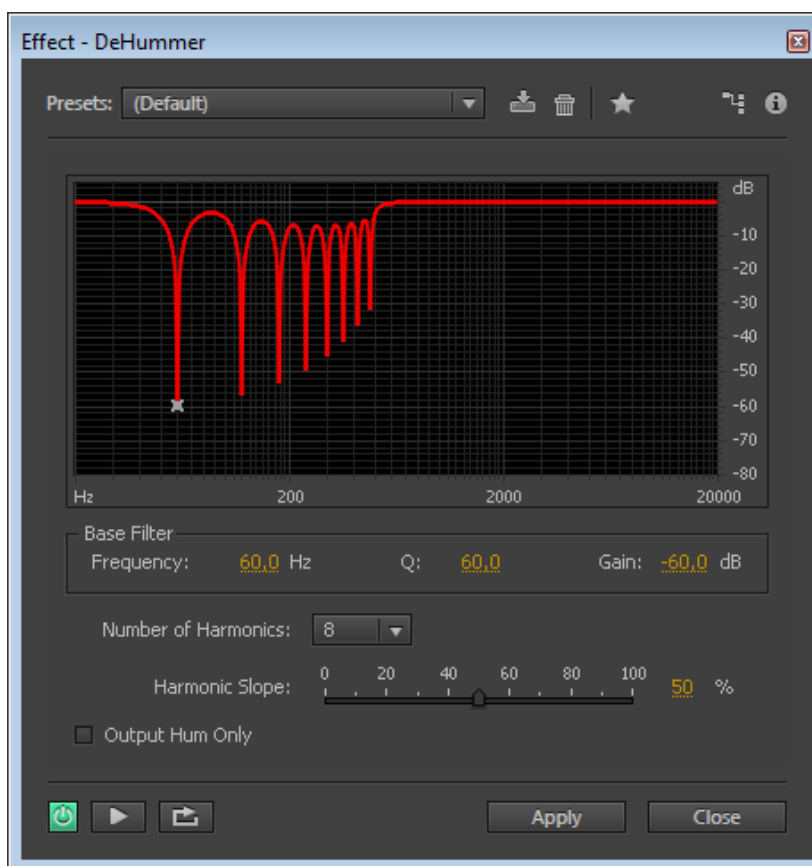 Effect - DeHummer
Presets: (Default)
dB
-10
-20
-30
-40
-50
-60
-70
-80
Hz 200 2000 20000
Base Filter
Frequency: 60,0 Hz Q: 60,0 Gain: -60,0 dB
Number of Harmonics: 8
0 20 40 60 80 100
Harmonic Slope: 50 %
Output Hum Only
Apply Close